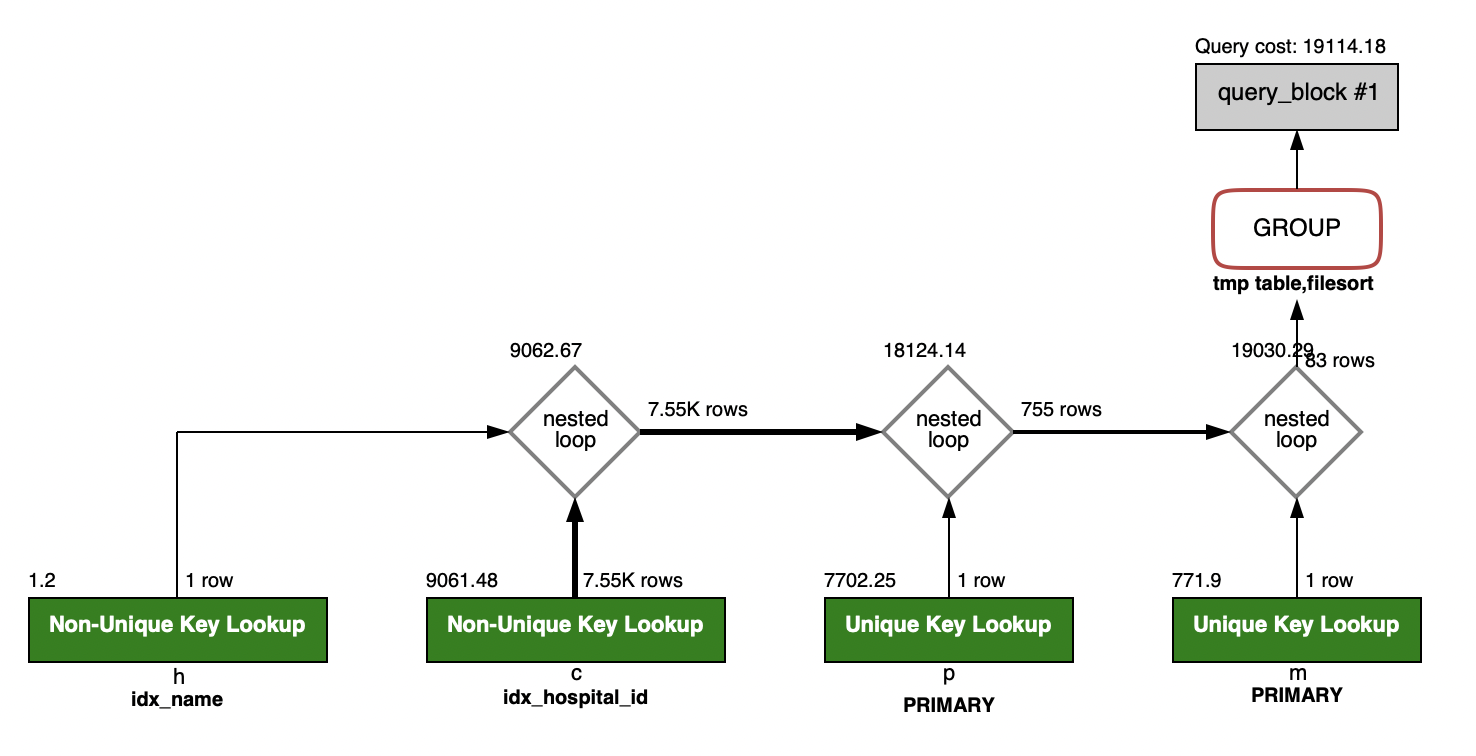 Query cost: 19114.18
query_block #1
GROUP
tmp table,filesort
9062.67
18124.14
19030.29
83 rows
nested
loop
7.55K rows
nested
loop
755 rows
nested
loop
1.2
1 row
9061.48
7.55K rows
7702.25
1 row
771.9
1 row
Non-Unique Key Lookup
Non-Unique Key Lookup
Unique Key Lookup
Unique Key Lookup
h
idx_name
c
idx_hospital_id
p
PRIMARY
m
PRIMARY